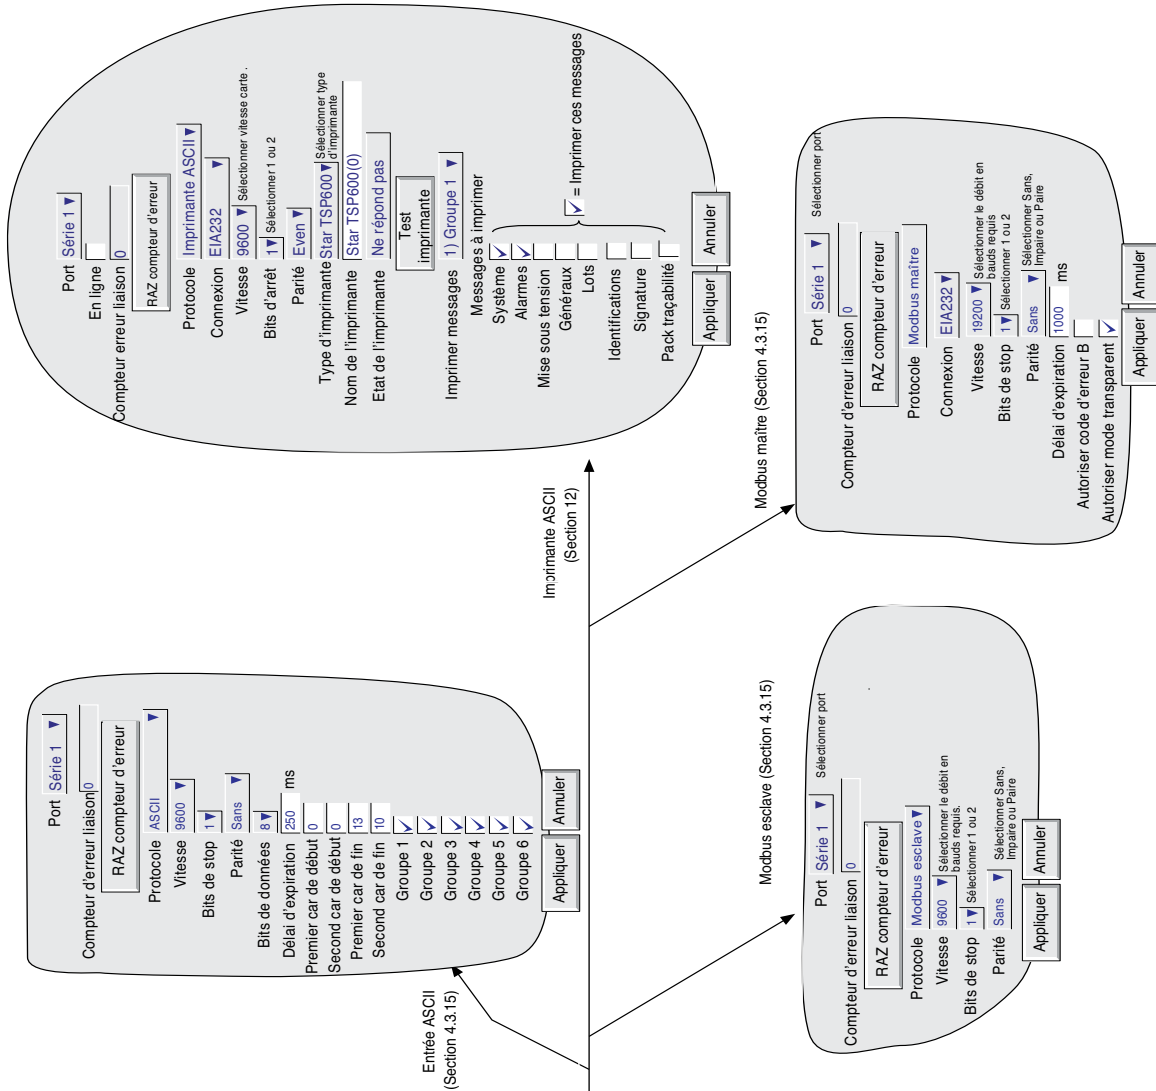 Entrée ASCII
(Section 4.3.15)
Port Série 1
Compteur d'erreur liaison 0
RAZ compteur d'erreur
Protocole ASCII
Vitesse 9600
Bits de stop 1
Parité Sans
Bits de données 8
Délai d'expiration 250 ms
Premier car de début 0
Second car de début 0
Premier car de fin 13
Second car de fin 10
Groupe 1
Groupe 2
Groupe 3
Groupe 4
Groupe 5
Groupe 6
Appliquer Annuler
Imprimante ASCII
(Section 12)
Port Série 1
En ligne
Compteur erreur liaison 0
RAZ compteur d'erreur
Protocole Imprimante ASCII
Connexion EIA232
Vitesse 9600 Sélectionner vitesse carte .
Bits d'arrêt 1 Sélectionner 1 ou 2
Parité Even
Type d'imprimante Star TSP600 Sélectionner type
d'imprimante
Nom de l'imprimante Star TSP600(0)
Etat de l'imprimante Ne répond pas
Test
imprimante
Imprimer messages 1) Groupe 1
Messages à imprimer
Système
Alarmes
Mise sous tension
Généraux
Lots
Identifications
Signature
Pack traçabilité
= Imprimer ces messages
Appliquer Annuler
Modbus esclave (Section 4.3.15)
Port Série 1 Sélectionner port
Compteur d'erreur liaison 0
RAZ compteur d'erreur
Protocole Modbus esclave
Vitesse 9600 Sélectionner le débit en
bauds requis.
Bits de stop 1 Sélectionner 1 ou 2
Parité Sans Sélectionner Sans,
Impaire ou Paire
Appliquer Annuler
Modbus maître (Section 4.3.15)
Port Série 1 Sélectionner port
Compteur d'erreur liaison 0
RAZ compteur d'erreur
Protocole Modbus maître
Connexion EIA232
Vitesse 19200 Sélectionner le débit en
bauds requis
Bits de stop 1 Sélectionner 1 ou 2
Parité Sans Sélectionner Sans,
Impaire ou Paire
Délai d'expiration 1000 ms
Autoriser code d'erreur B
Autoriser mode transparent
Appliquer Annuler